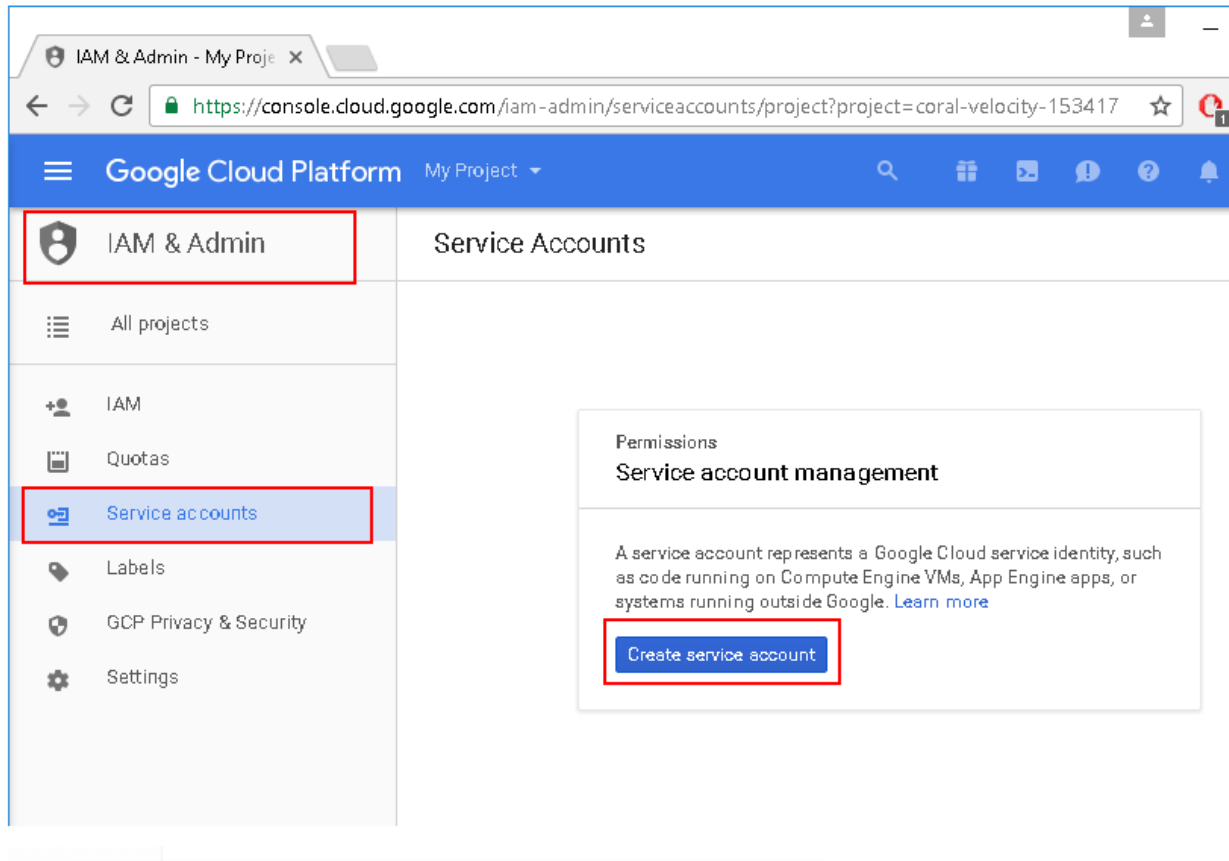 IAM & Admin - My Proje
https://console.cloud.google.com/iam-admin/serviceaccounts/project?project=coral-velocity-153417
1
Google Cloud Platform
My Project
IAM & Admin
Service Accounts
All projects
IAM
Quotas
Service accounts
Labels
GCP Privacy & Security
Settings
Permissions
Service account management
A service account represents a Google Cloud service identity, such
as code running on Compute Engine VMs, App Engine apps, or
systems running outside Google. Learn more
Create service account